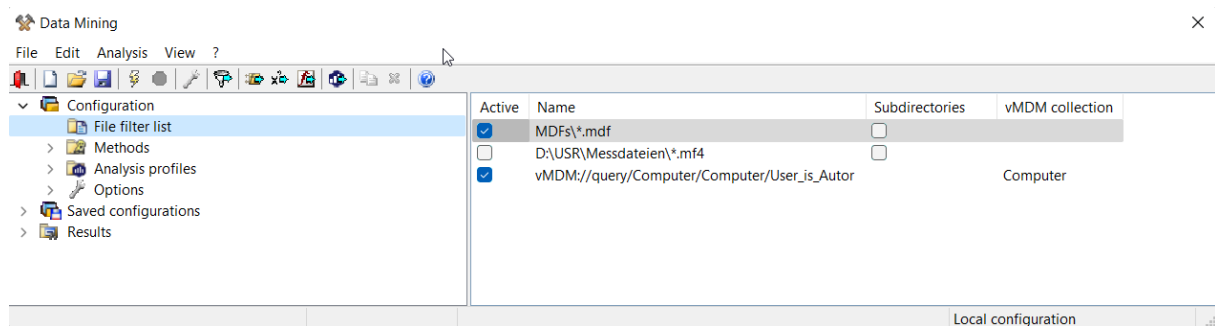 Data Mining
File Edit Analysis View ?
Configuration
File filter list
Methods
Analysis profiles
Options
Saved configurations
Results
Active Name Subdirectories vMDM collection
MDFs\*.mdf
D:\USR\Messdateien\*.mf4
vMDM://query/Computer/Computer/User_is_Autor Computer
Local configuration